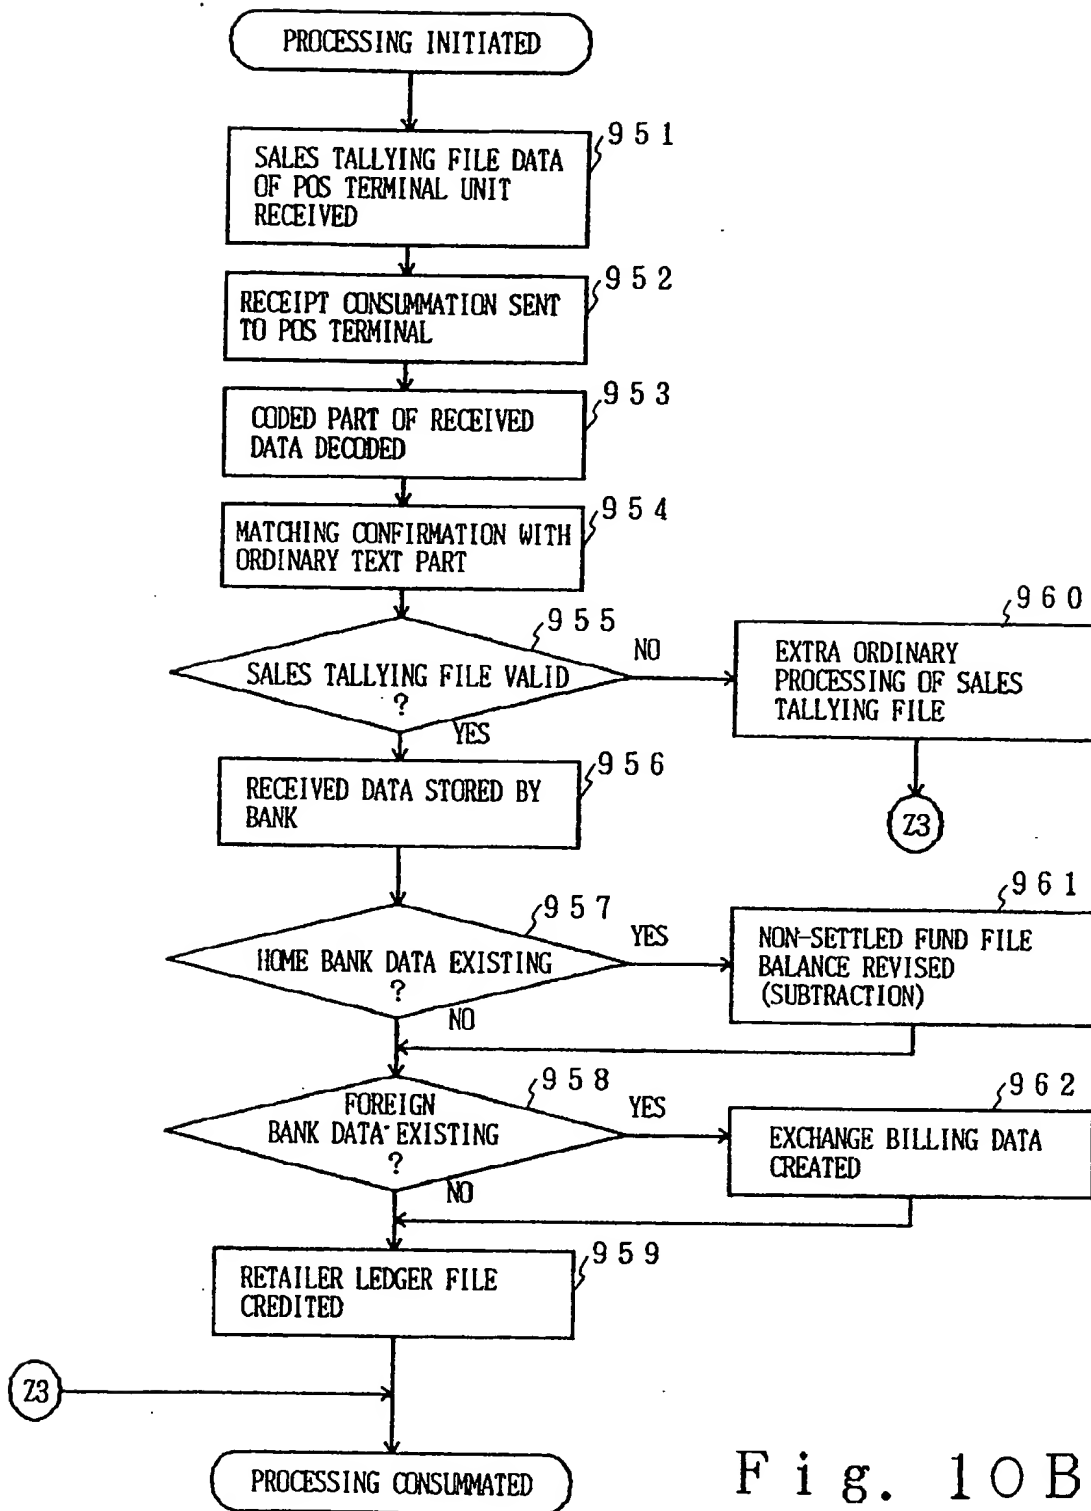 PROCESSING INITIATED
951
SALES TALLYING FILE DATA
OF POS TERMINAL UNIT
RECEIVED
952
RECEIPT CONSUMMATION SENT
TO POS TERMINAL
953
CODED PART OF RECEIVED
DATA DECODED
954
MATCHING CONFIRMATION WITH
ORDINARY TEXT PART
955
SALES TALLYING FILE VALID
?
NO
YES
960
EXTRA ORDINARY
PROCESSING OF SALES
TALLYING FILE
Z3
956
RECEIVED DATA STORED BY
BANK
957
HOME BANK DATA EXISTING
?
YES
NO
961
NON-SETTLED FUND FILE
BALANCE REVISED
(SUBTRACTION)
958
FOREIGN
BANK DATA EXISTING
?
YES
NO
962
EXCHANGE BILLING DATA
CREATED
959
RETAILER LEDGER FILE
CREDITED
Z3
PROCESSING CONSUMMATED
Fig. 10B